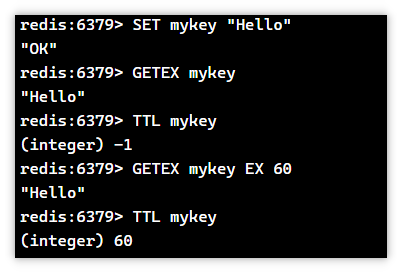 redis:6379> SET mykey "Hello"
"OK"
redis:6379> GETEX mykey
"Hello"
redis:6379> TTL mykey
(integer) -1
redis:6379> GETEX mykey EX 60
"Hello"
redis:6379> TTL mykey
(integer) 60